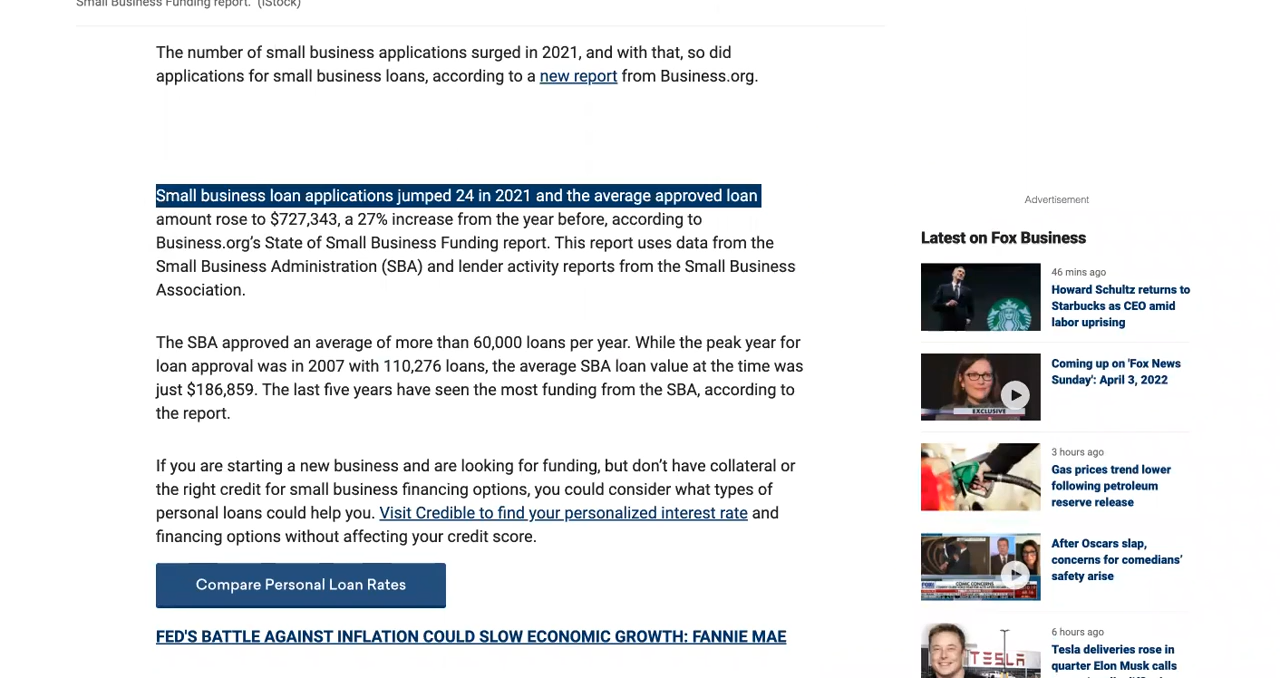 Small Business Funding report. (iStock)
The number of small business applications surged in 2021, and with that, so did
applications for small business loans, according to a new report from Business.org.
Small business loan applications jumped 24 in 2021 and the average approved loan
amount rose to $727,343, a 27% increase from the year before, according to
Business.org's State of Small Business Funding report. This report uses data from the
Small Business Administration (SBA) and lender activity reports from the Small Business
Association.
The SBA approved an average of more than 60,000 loans per year. While the peak year for
loan approval was in 2007 with 110,276 loans, the average SBA loan value at the time was
just $186,859. The last five years have seen the most funding from the SBA, according to
the report.
If you are starting a new business and are looking for funding, but don't have collateral or
the right credit for small business financing options, you could consider what types of
personal loans could help you. Visit Credible to find your personalized interest rate and
financing options without affecting your credit score.
Compare Personal Loan Rates
FED'S BATTLE AGAINST INFLATION COULD SLOW ECONOMIC GROWTH: FANNIE MAE
Advertisement
Latest on Fox Business
46 mins ago
Howard Schultz returns to
Starbucks as CEO amid
labor uprising
Coming up on 'Fox News
Sunday': April 3, 2022
EXCLUSIVE
3 hours ago
Gas prices trend lower
following petroleum
reserve release
After Oscars slap,
concerns for comedians'
safety arise
COMIC CONCERNS
6 hours ago
Tesla deliveries rose in
quarter Elon Musk calls
TESLA